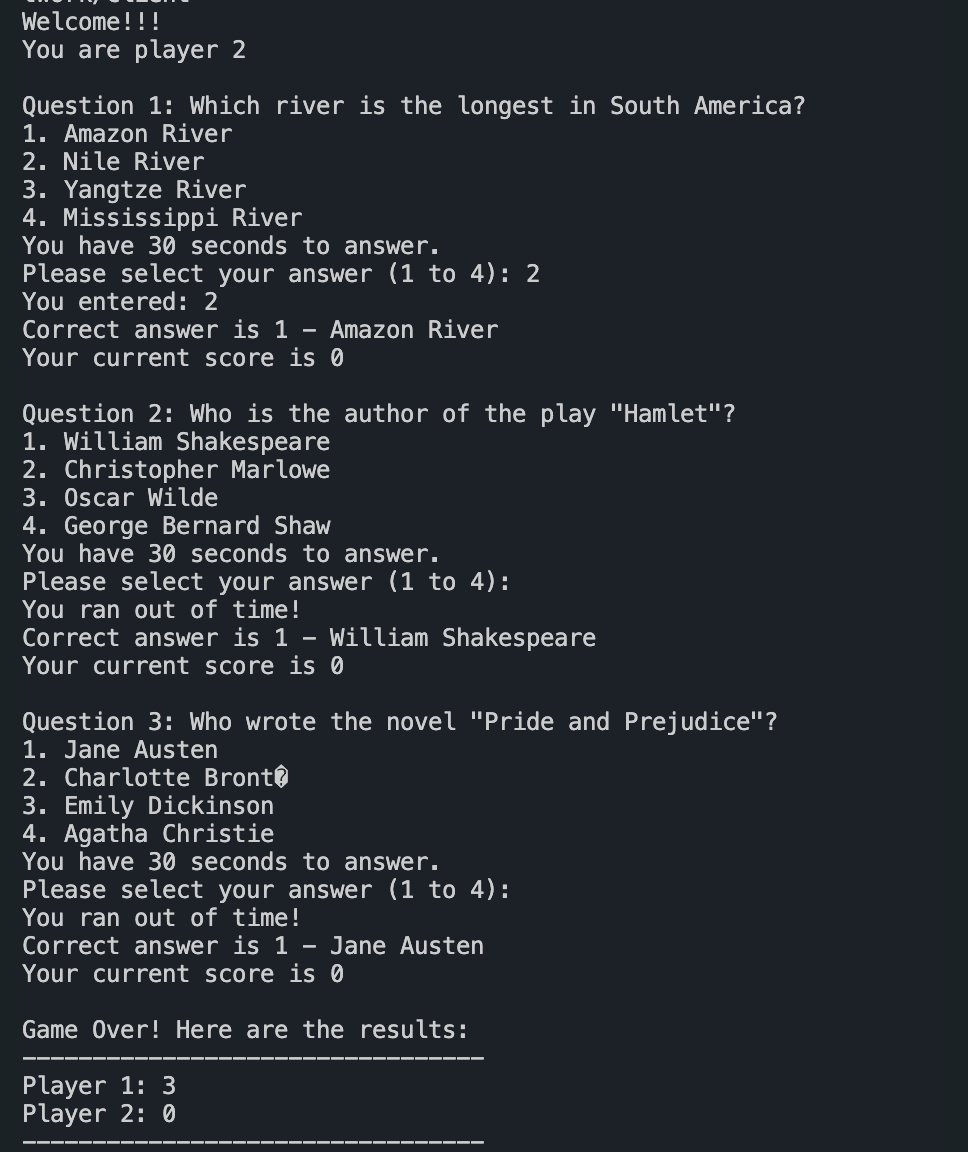 Welcome!!!
You are player 2
Question 1: Which river is the longest in South America?
1. Amazon River
2. Nile River
3. Yangtze River
4. Mississippi River
You have 30 seconds to answer.
Please select your answer (1 to 4): 2
You entered: 2
Correct answer is 1 – Amazon River
Your current score is 0
Question 2: Who is the author of the play "Hamlet"?
1. William Shakespeare
2. Christopher Marlowe
3. Oscar Wilde
4. George Bernard Shaw
You have 30 seconds to answer.
Please select your answer (1 to 4):
You ran out of time!
Correct answer is 1 – William Shakespeare
Your current score is 0
Question 3: Who wrote the novel "Pride and Prejudice"?
1. Jane Austen
2. Charlotte Bront�
3. Emily Dickinson
4. Agatha Christie
You have 30 seconds to answer.
Please select your answer (1 to 4):
You ran out of time!
Correct answer is 1 – Jane Austen
Your current score is 0
Game Over! Here are the results:
---------------------------------
Player 1: 3
Player 2: 0
---------------------------------